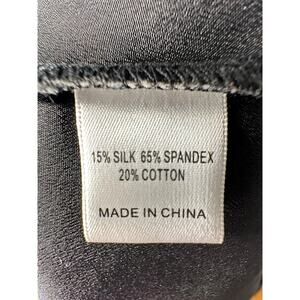 15% SILK 65% SPANDEX
20% COTTON
MADE IN CHINA